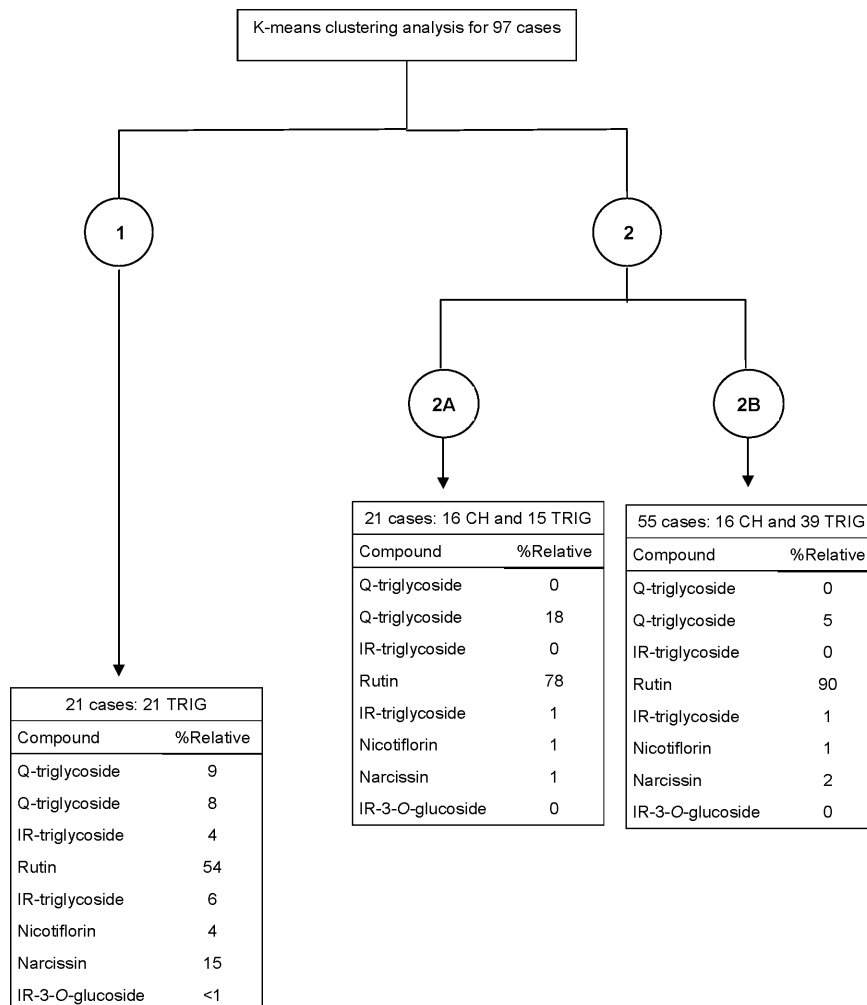 K-means clustering analysis for 97 cases
1
2
2A
2B
21 cases: 16 CH and 15 TRIG
Compound %Relative
Q-triglycoside 0
Q-triglycoside 18
IR-triglycoside 0
Rutin 78
IR-triglycoside 1
Nicotiflorin 1
Narcissin 1
IR-3-O-glucoside 0
55 cases: 16 CH and 39 TRIG
Compound %Relative
Q-triglycoside 0
Q-triglycoside 5
IR-triglycoside 0
Rutin 90
IR-triglycoside 1
Nicotiflorin 1
Narcissin 2
IR-3-O-glucoside 0
21 cases: 21 TRIG
Compound %Relative
Q-triglycoside 9
Q-triglycoside 8
IR-triglycoside 4
Rutin 54
IR-triglycoside 6
Nicotiflorin 4
Narcissin 15
IR-3-O-glucoside <1